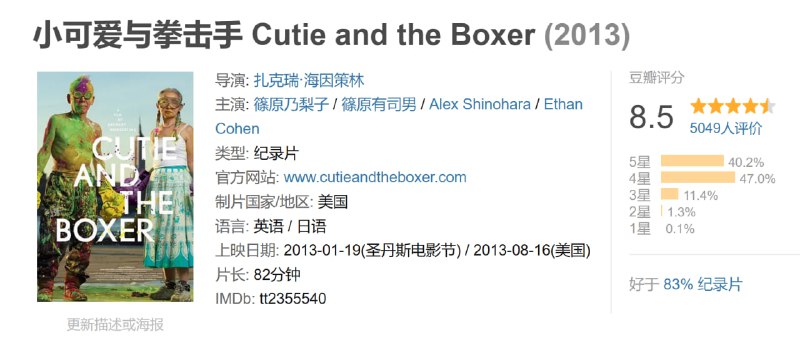 小可爱与拳击手 Cutie and the Boxer (2013)
CUTIE
AND
THE
BOXER
更新描述或海报
导演: 扎克瑞·海因策林
主演: 篠原乃梨子 / 篠原有司男 / Alex Shinohara / Ethan
Cohen
类型: 纪录片
官方网站: www.cutieandtheboxer.com
制片国家/地区: 美国
语言: 英语 / 日语
上映日期: 2013-01-19(圣丹斯电影节) / 2013-08-16(美国)
片长: 82分钟
IMDb: tt2355540
豆瓣评分
8.5
5049人评价
5星 40.2%
4星 47.0%
3星 11.4%
2星 1.3%
1星 0.1%
好于 83% 纪录片